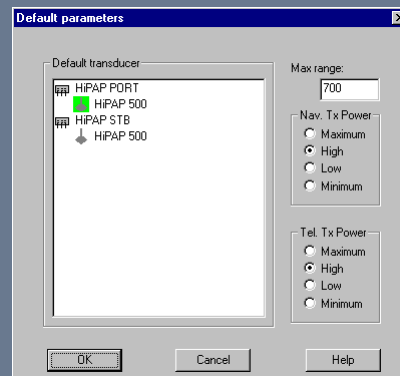 Default parameters
Default transducer
HiPAP PORT
HiPAP 500
HiPAP STB
HiPAP 500
Max range:
700
Nav. Tx Power
Maximum
High
Low
Minimum
Tel. Tx Power
Maximum
High
Low
Minimum
OK
Cancel
Help